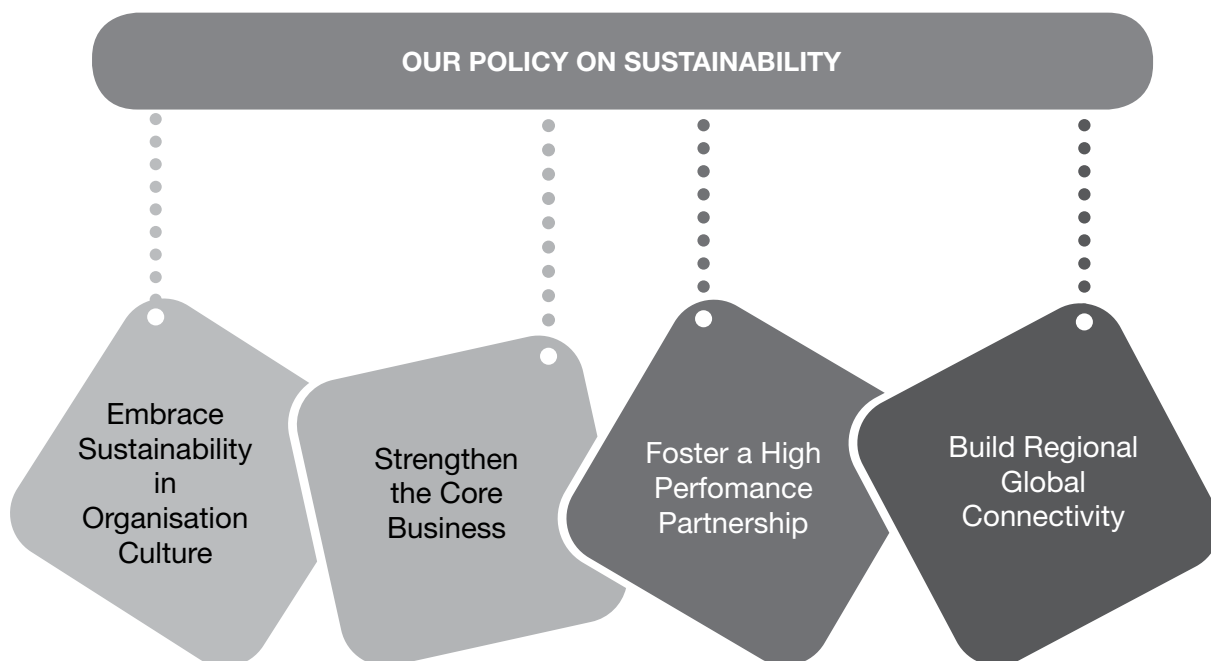 OUR POLICY ON SUSTAINABILITY
Embrace
Sustainability
in
Organisation
Culture
Strengthen
the Core
Business
Foster a High
Perfomance
Partnership
Build Regional
Global
Connectivity